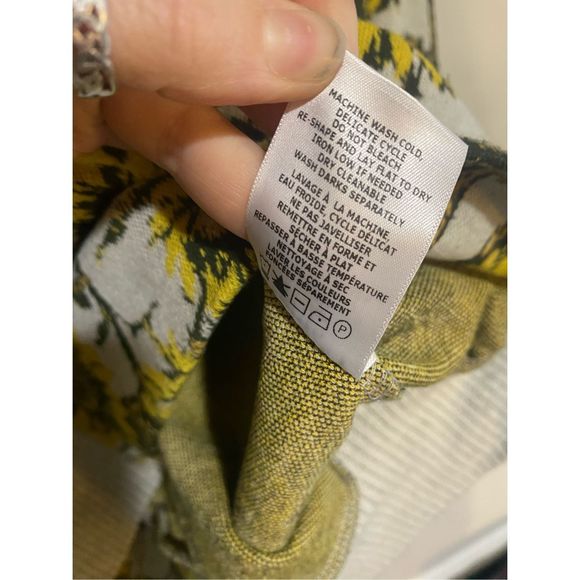 MACHINE WASH COLD,
DELICATE CYCLE
DO NOT BLEACH
RE-SHAPE AND LAY FLAT TO DRY
IRON LOW IF NEEDED
DRY CLEANABLE
WASH DARKS SEPARATELY
LAVAGE À LA MACHINE
EAU FROIDE, CYCLE DÉLICAT
NE PAS JAVELLISER
REMETTRE EN FORME ET
SÉCHER À PLAT
REPASSER À BASSE TEMPÉRATURE
NETTOYAGE À SEC
LAVER LES COULEURS
FONCÉES SÉPARÉMENT
P